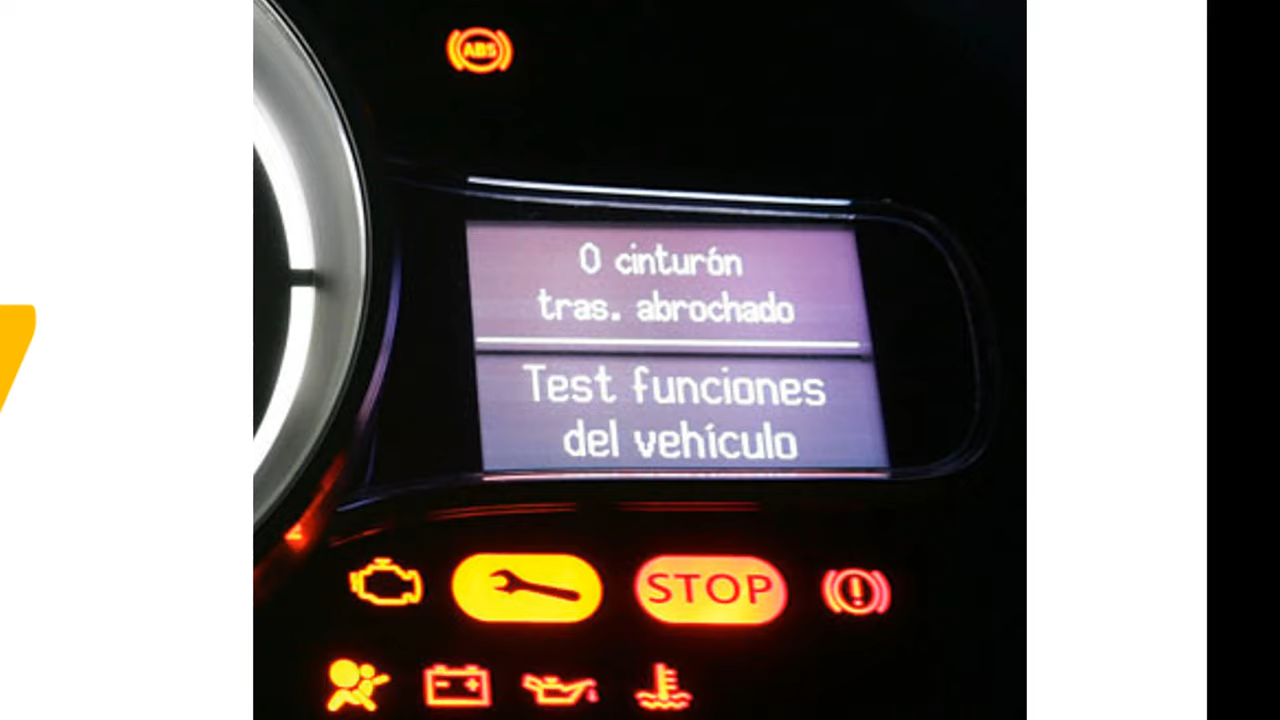 ABS
0 cinturón
tras. abrochado
Test funciones
del vehículo
STOP